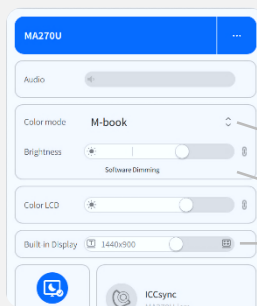 MA270U
Audio
Color mode M-book
Brightness
Software Dimming
Color LCD
Built in Display 1440x900
ICCsync